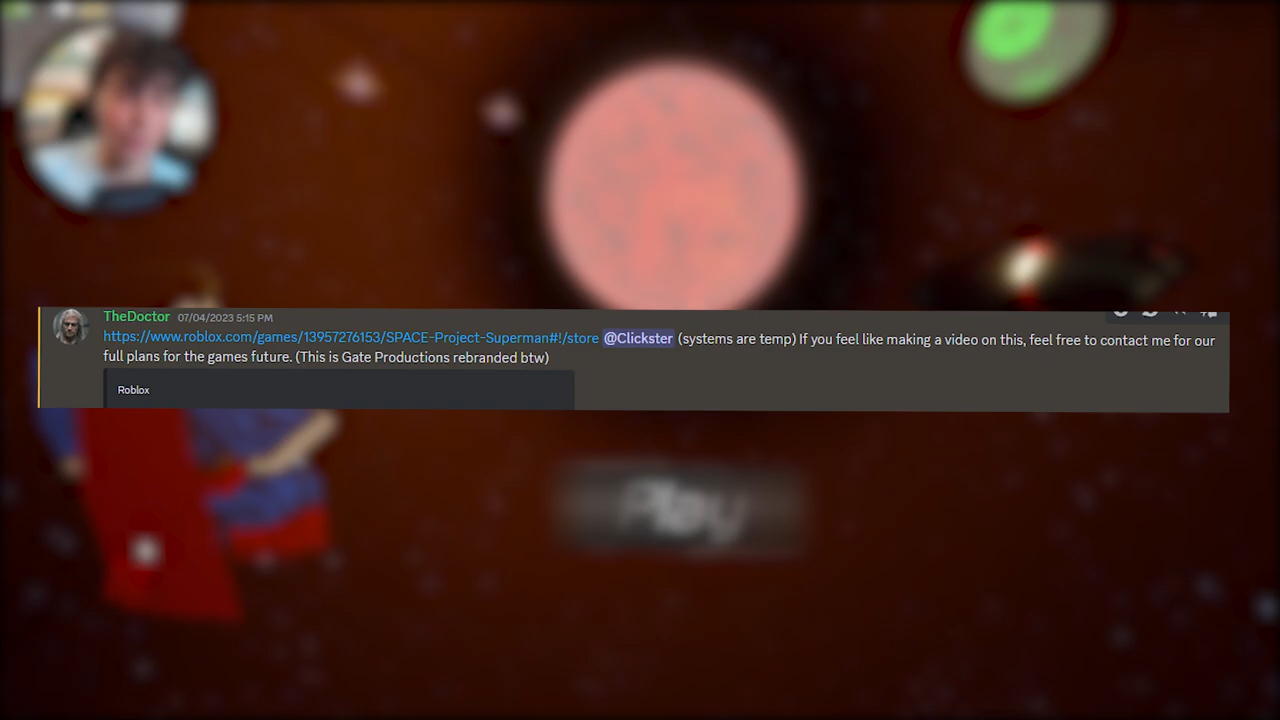 TheDoctor 07/04/2023 5:15 PM
https://www.roblox.com/games/13957276153/SPACE-Project-Superman#!/store @Clickster (systems are temp) If you feel like making a video on this, feel free to contact me for our
full plans for the games future. (This is Gate Productions rebranded btw)
Roblox
Play